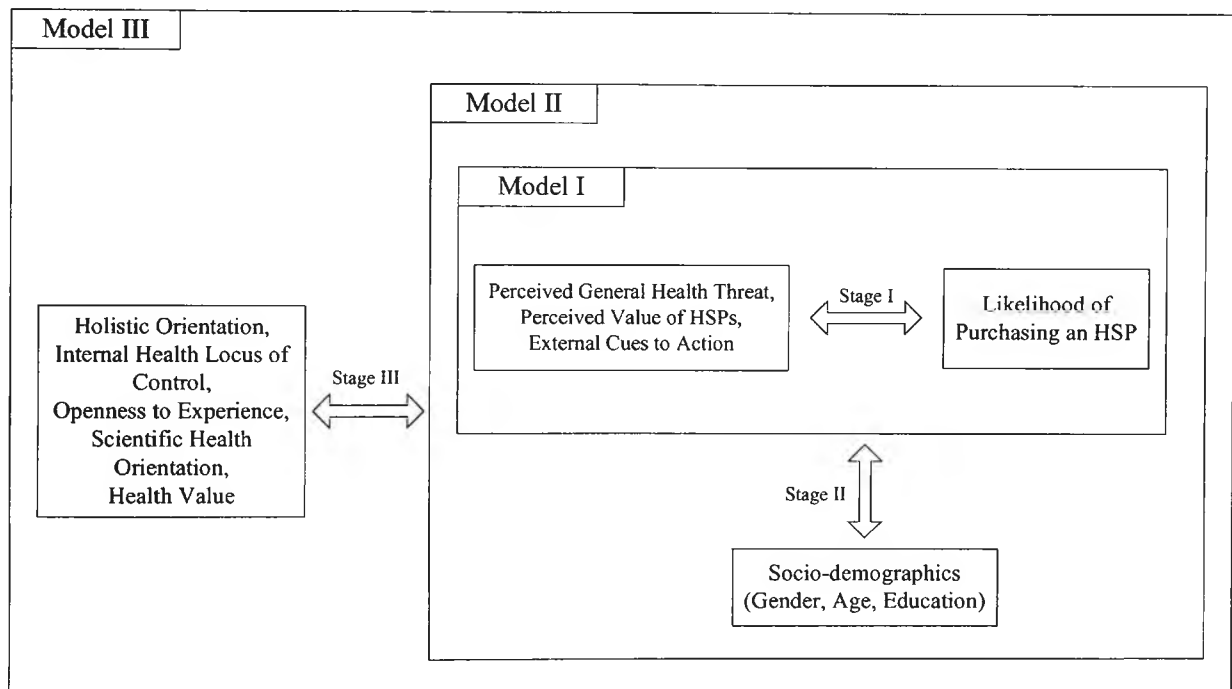 Model III
Model II
Model I
Perceived General Health Threat,
Perceived Value of HSPs,
External Cues to Action
Stage I
Likelihood of
Purchasing an HSP
Holistic Orientation,
Internal Health Locus of
Control,
Openness to Experience,
Scientific Health
Orientation,
Health Value
Stage III
Stage II
Socio-demographics
(Gender, Age, Education)